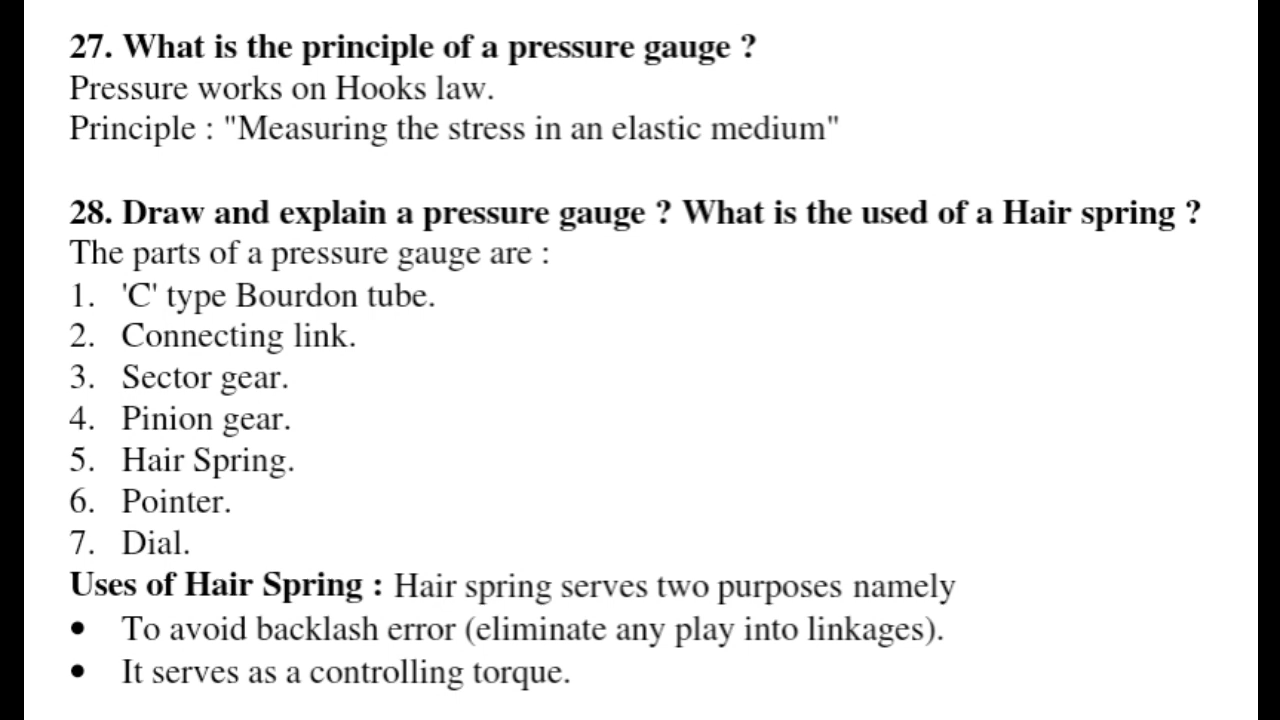 27. What is the principle of a pressure gauge ?
Pressure works on Hooks law.
Principle : "Measuring the stress in an elastic medium"
28. Draw and explain a pressure gauge ? What is the used of a Hair spring ?
The parts of a pressure gauge are :
1. 'C' type Bourdon tube.
2. Connecting link.
3. Sector gear.
4. Pinion gear.
5. Hair Spring.
6. Pointer.
7. Dial.
Uses of Hair Spring : Hair spring serves two purposes namely
• To avoid backlash error (eliminate any play into linkages).
• It serves as a controlling torque.